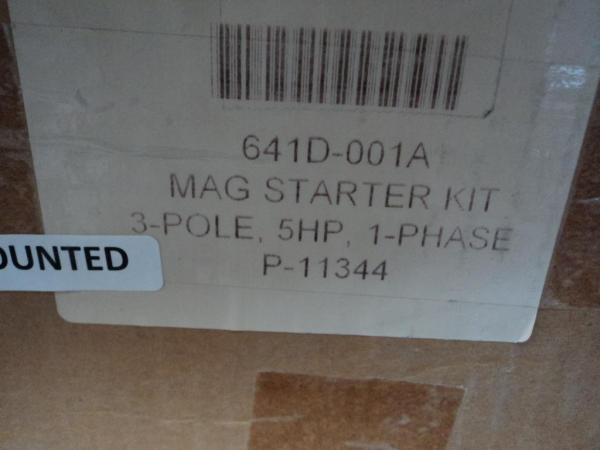 641D-001A
MAG STARTER KIT
3-POLE, 5HP, 1-PHASE
OUNTED
P-11344